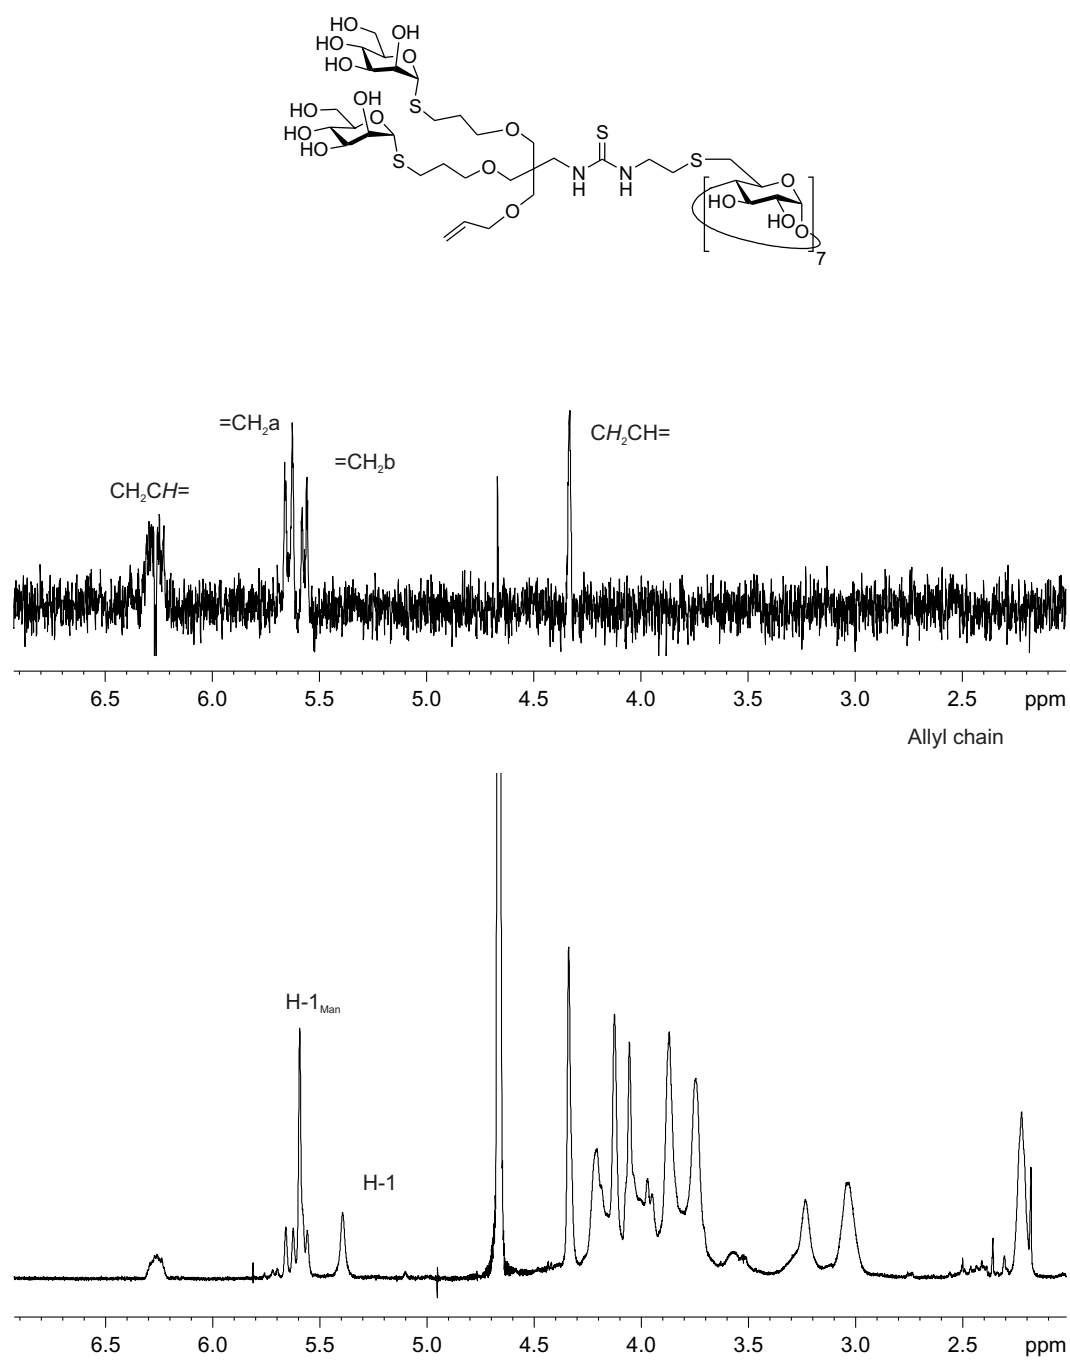 HO OH
HO O
HO
S
HO OH
HO O
HO
S O
O N H S N H S
O
HO O
HO
O
7
=CH2a
CH2CH=
=CH2b
CH2CH=
6.5 6.0 5.5 5.0 4.5 4.0 3.5 3.0 2.5 ppm
Allyl chain
H-1Man
H-1
6.5 6.0 5.5 5.0 4.5 4.0 3.5 3.0 2.5 ppm